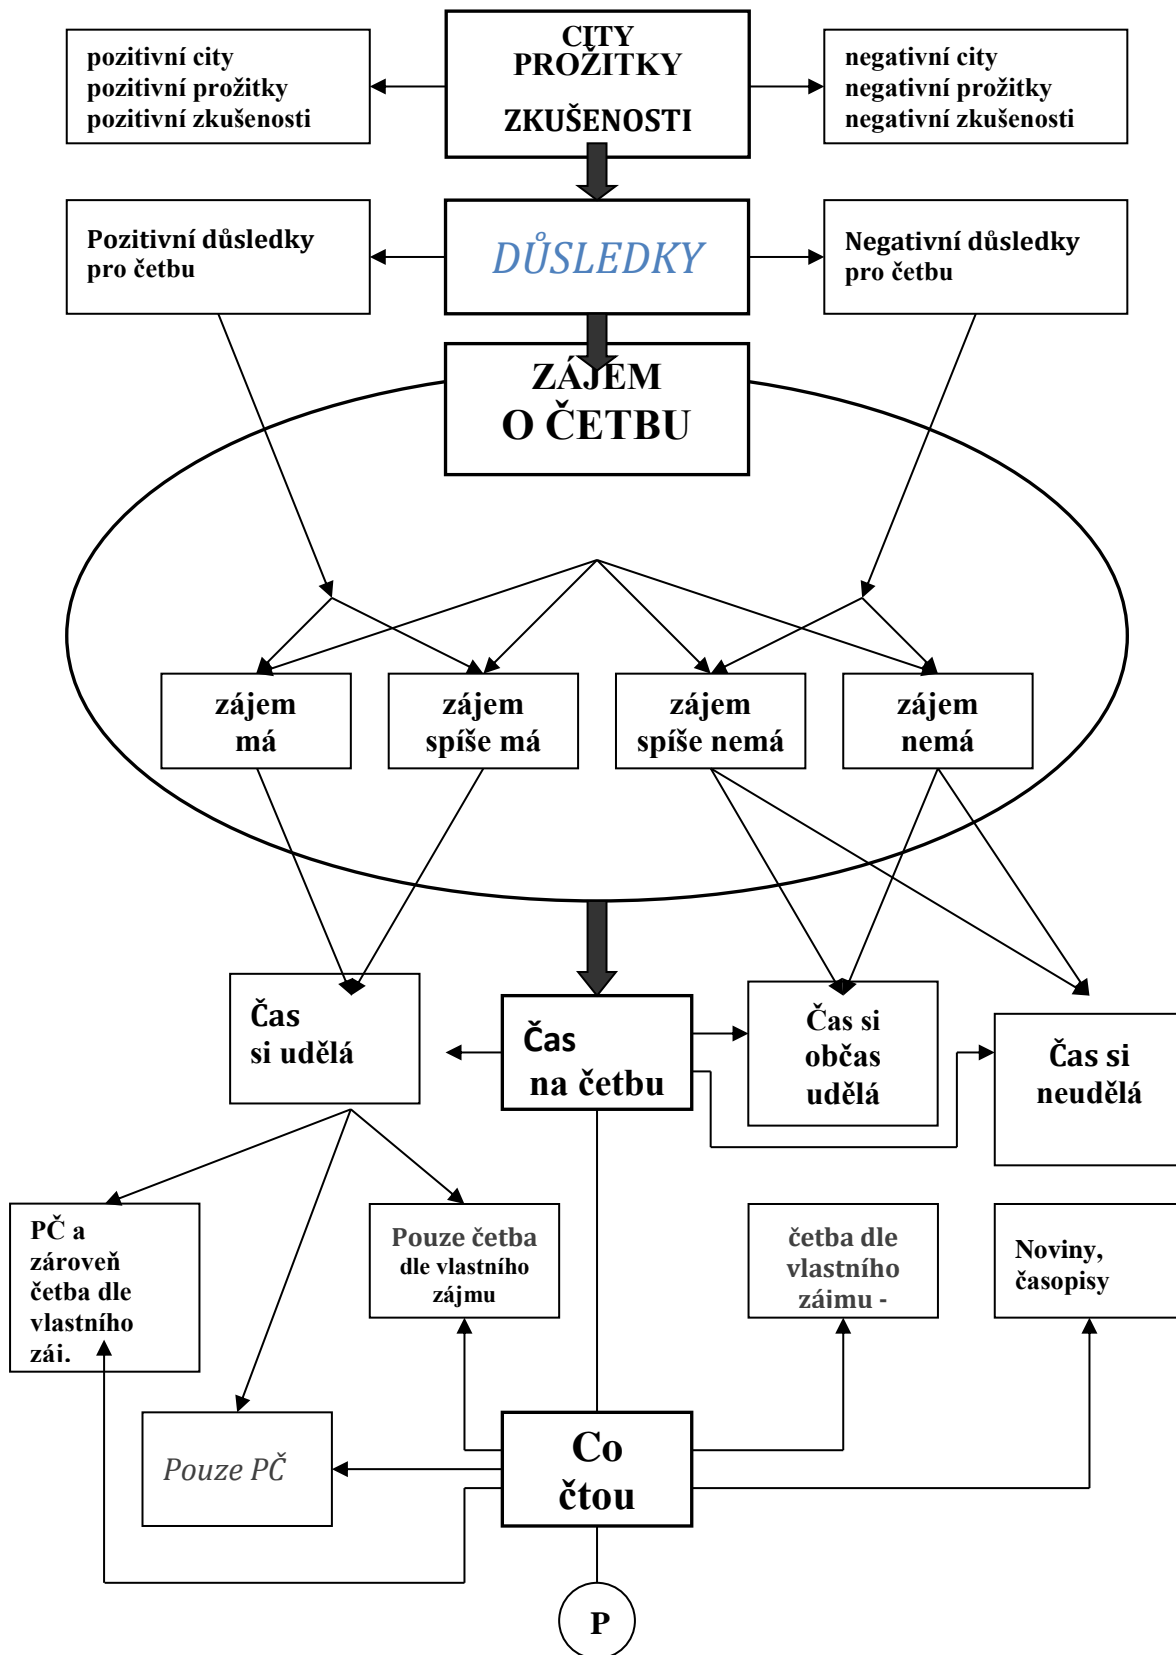 CITY
PROŽITKY
ZKUŠENOSTI
pozitivní city
pozitivní prožitky
pozitivní zkušenosti
negativní city
negativní prožitky
negativní zkušenosti
Pozitivní důsledky
pro četbu
DŮSLEDKY
Negativní důsledky
pro četbu
ZÁJEM
O ČETBU
zájem
má
zájem
spíše má
zájem
spíše nemá
zájem
nemá
Čas
si udělá
Čas
na četbu
Čas si
občas
udělá
Čas si
neudělá
PČ a
zároveň
četba dle
vlastního
záj.
Pouze četba
dle vlastního
zájmu
četba dle
vlastního
zájmu -
Noviny,
časopisy
Pouze PČ
Co
čtou
P